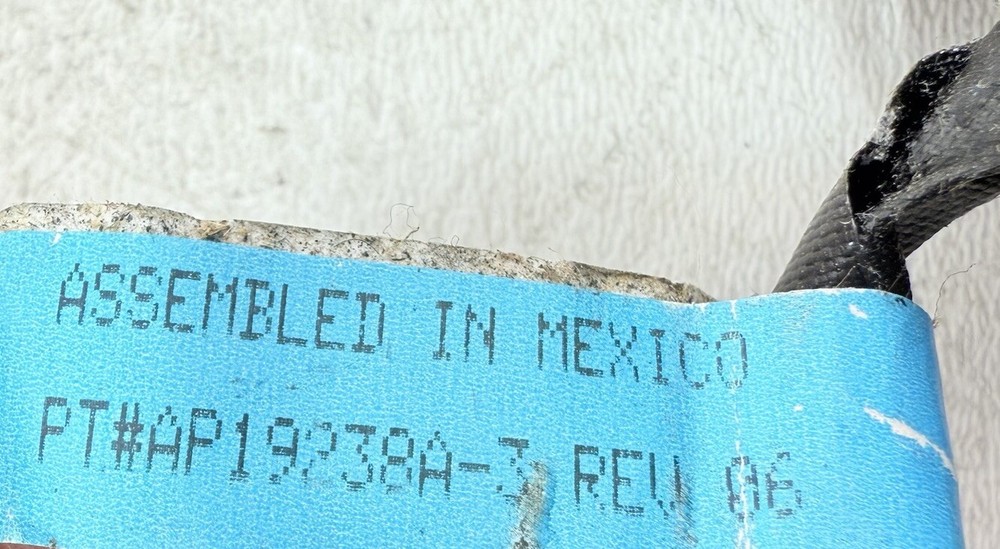 ASSEMBLED IN MEXICO
PT#AP19238A-3 REV 06